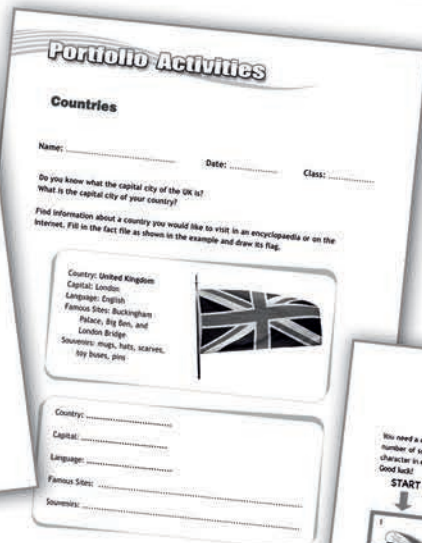 Portfolio Activities
Countries
Name: ........................ Date: ............ Class: ............
Do you know what the capital city of the UK is?
What is the capital city of your country?
Find information about a country you would like to visit in an encyclopaedia or on the
Internet. Fill in the fact file as shown in the example and draw its flag.
Country: United Kingdom
Capital: London
Language: English
Famous Sites: Buckingham
Palace, Big Ben, and
London Bridge
Souvenirs: mugs, hats, scarves,
toy buses, pins
Country: ........................
Capital: ........................
Language: ........................
Famous Sites: ........................
Souvenirs: ........................
You need a
number of
character in
Good luck!
START
1